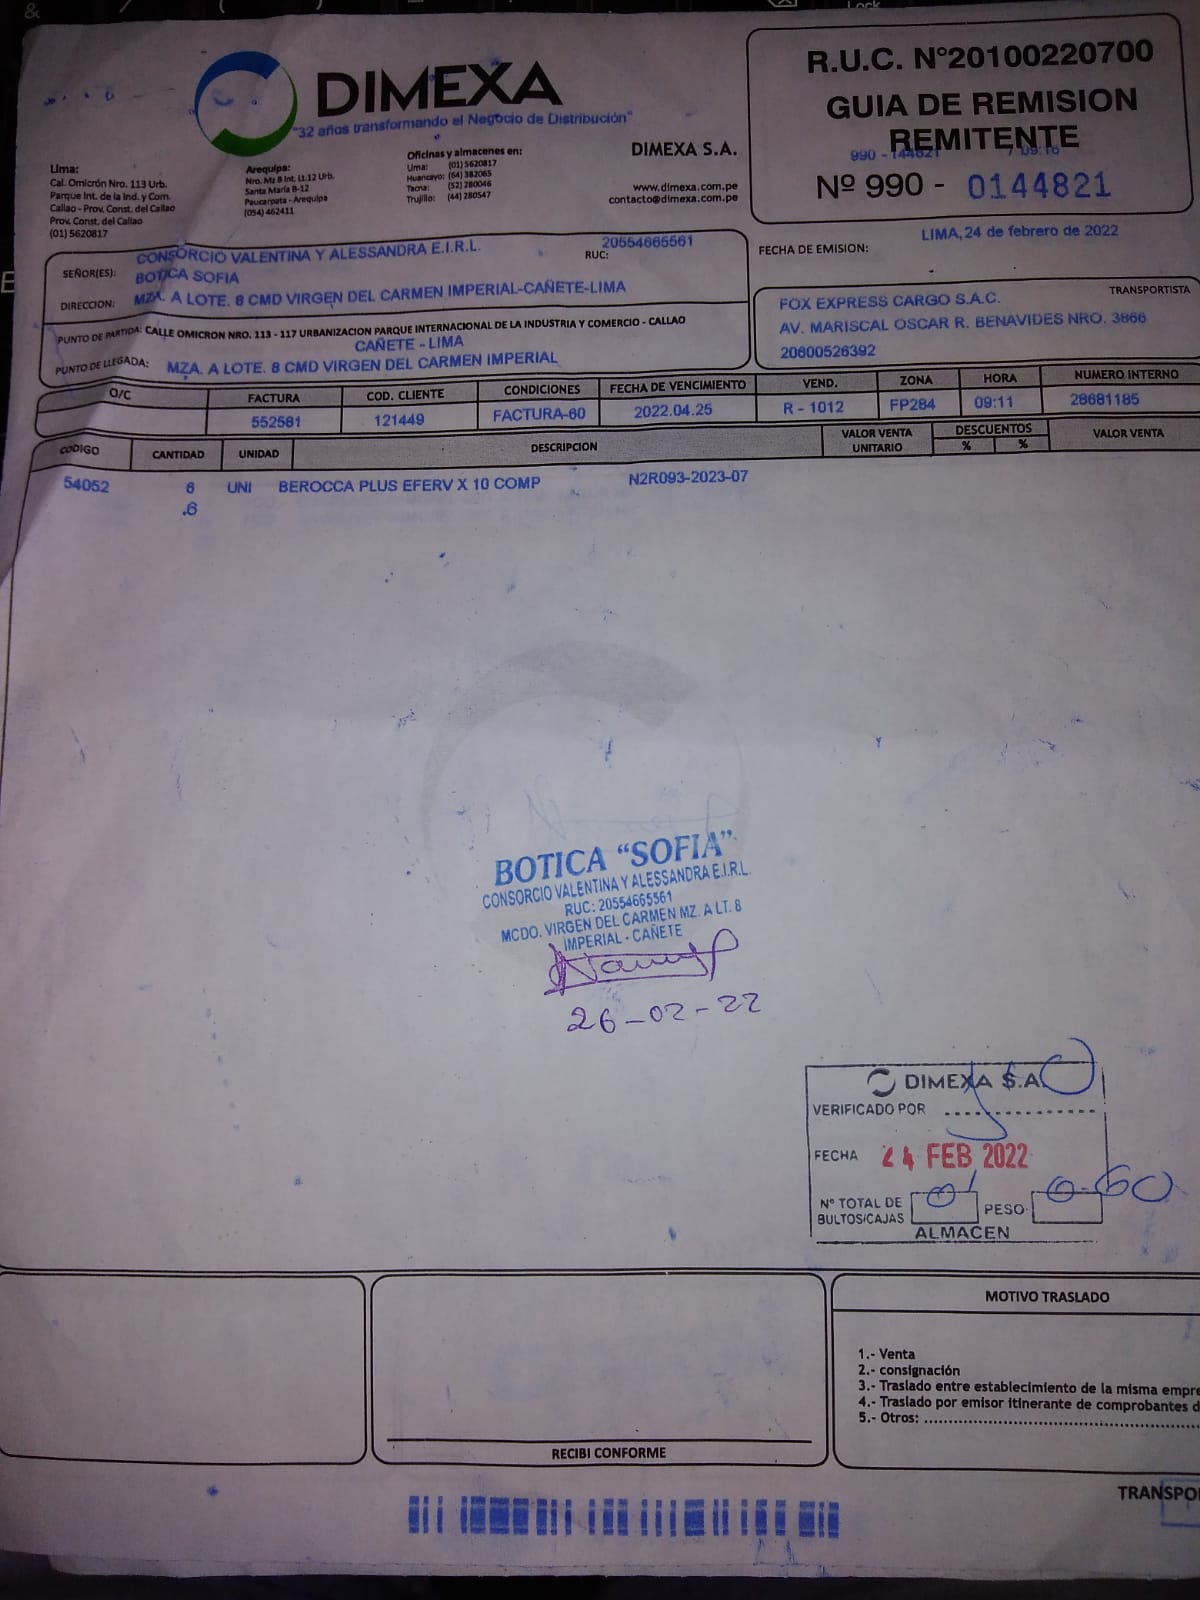 DIMEXA
"32 años transformando el Negocio de Distribución"
Lima:
Cal. Omicrón Nro. 113 Urb.
Parque Int. de la Ind. y Com.
Callao - Prov. Const. del Callao
Prov. Const. del Callao
(01) 5620817
Arequipa:
Nro. Mz B Int. Lt.12 Urb.
Santa María B-12
Paucarpata - Arequipa
(054) 462411
Oficinas y almacenes en:
Lima: (01) 5620817
Huancayo: (64) 382065
Tacna: (52) 280046
Trujillo: (44) 280547
DIMEXA S.A.
www.dimexa.com.pe
contacto@dimexa.com.pe
R.U.C. N°20100220700
GUIA DE REMISION
REMITENTE
990 - 144821
Nº 990 - 0144821
SEÑOR(ES): CONSORCIO VALENTINA Y ALESSANDRA E.I.R.L. RUC: 20554665561
BOTICA SOFIA
DIRECCION: MZA. A LOTE. 8 CMD VIRGEN DEL CARMEN IMPERIAL-CAÑETE-LIMA
FECHA DE EMISION: LIMA, 24 de febrero de 2022
PUNTO DE PARTIDA: CALLE OMICRON NRO. 113 - 117 URBANIZACION PARQUE INTERNACIONAL DE LA INDUSTRIA Y COMERCIO - CALLAO
CAÑETE - LIMA
PUNTO DE LLEGADA: MZA. A LOTE. 8 CMD VIRGEN DEL CARMEN IMPERIAL
TRANSPORTISTA
FOX EXPRESS CARGO S.A.C.
AV. MARISCAL OSCAR R. BENAVIDES NRO. 3866
20600526392
O/C FACTURA COD. CLIENTE CONDICIONES FECHA DE VENCIMIENTO VEND. ZONA HORA NUMERO INTERNO
552581 121449 FACTURA-60 2022.04.25 R - 1012 FP284 09:11 28681185
CODIGO CANTIDAD UNIDAD DESCRIPCION VALOR VENTA UNITARIO DESCUENTOS % % VALOR VENTA
54052 6 UNI BEROCCA PLUS EFERV X 10 COMP N2R093-2023-07
.6
BOTICA "SOFIA"
CONSORCIO VALENTINA Y ALESSANDRA E.I.R.L.
RUC: 20554665561
MCDO. VIRGEN DEL CARMEN MZ. A LT. 8
IMPERIAL - CAÑETE
26-02-22
DIMEXA S.A.
VERIFICADO POR
FECHA 24 FEB 2022
Nº TOTAL DE BULTOS/CAJAS 01 PESO 0-60
ALMACEN
RECIBI CONFORME
MOTIVO TRASLADO
1.- Venta
2.- consignación
3.- Traslado entre establecimiento de la misma empre
4.- Traslado por emisor itinerante de comprobantes d
5.- Otros:
TRANSPO